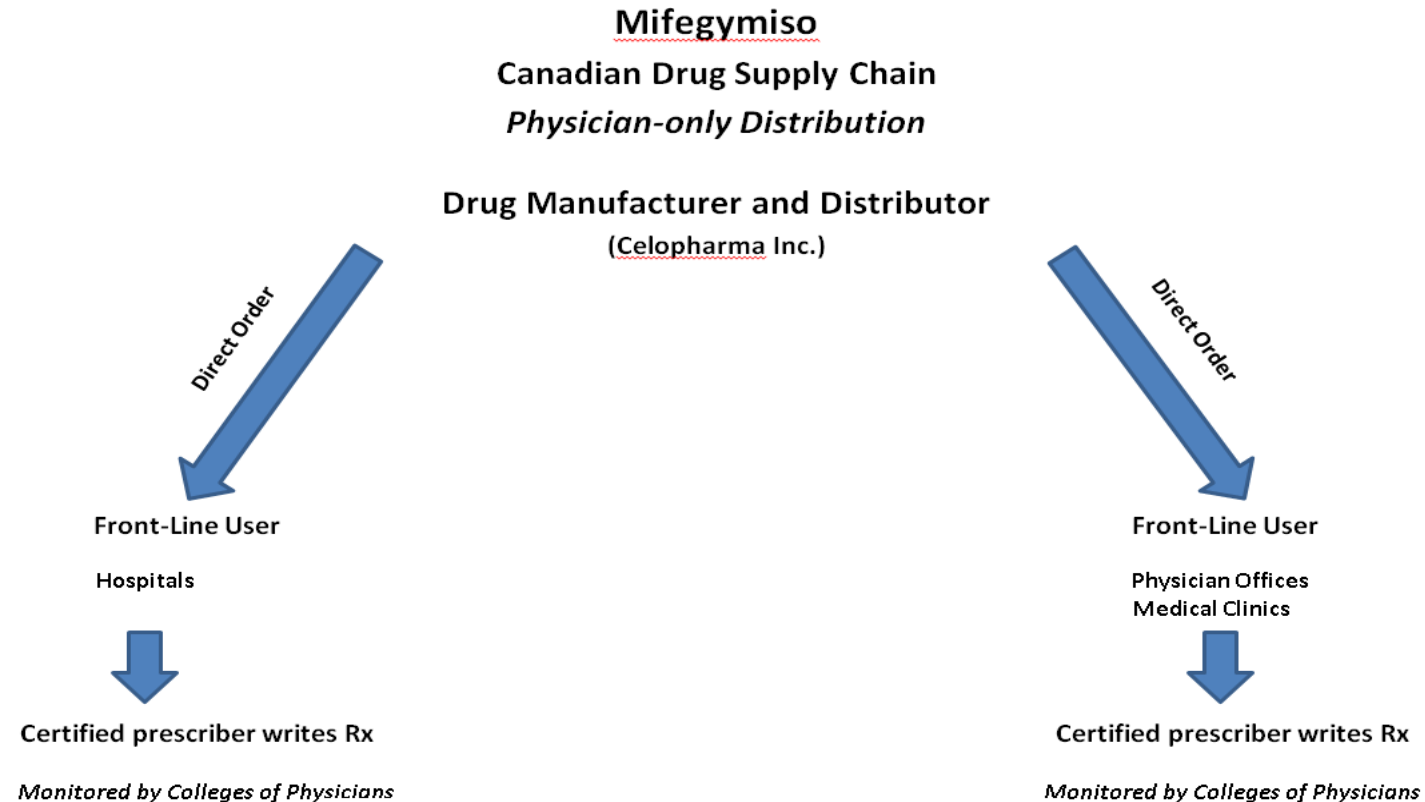 Mifegymiso
Canadian Drug Supply Chain
Physician-only Distribution
Drug Manufacturer and Distributor
(Celopharma Inc.)
Direct Order
Direct Order
Front-Line User
Hospitals
Certified prescriber writes Rx
Monitored by Colleges of Physicians
Front-Line User
Physician Offices
Medical Clinics
Certified prescriber writes Rx
Monitored by Colleges of Physicians